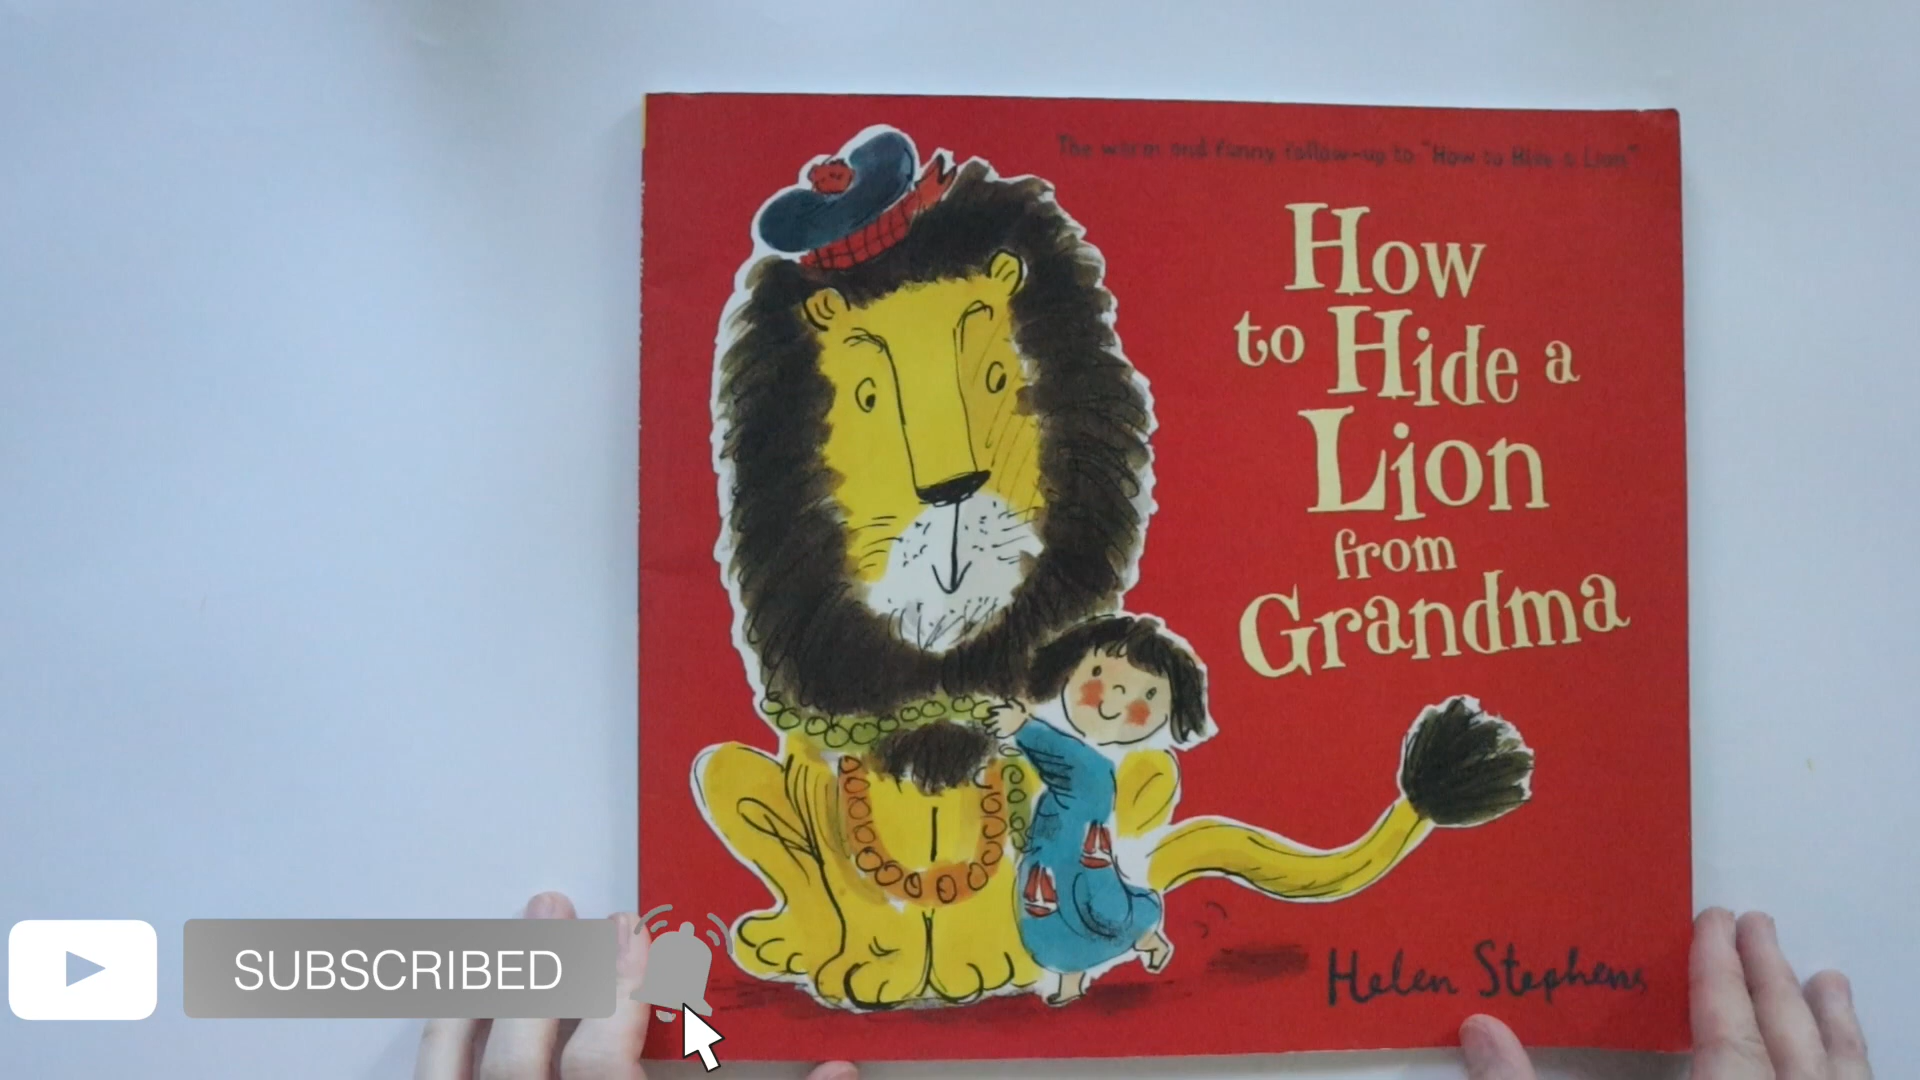 The warm and funny follow-up to "How to Hide a Lion"
How
to Hide a
Lion
from
Grandma
Helen Stephens
SUBSCRIBED